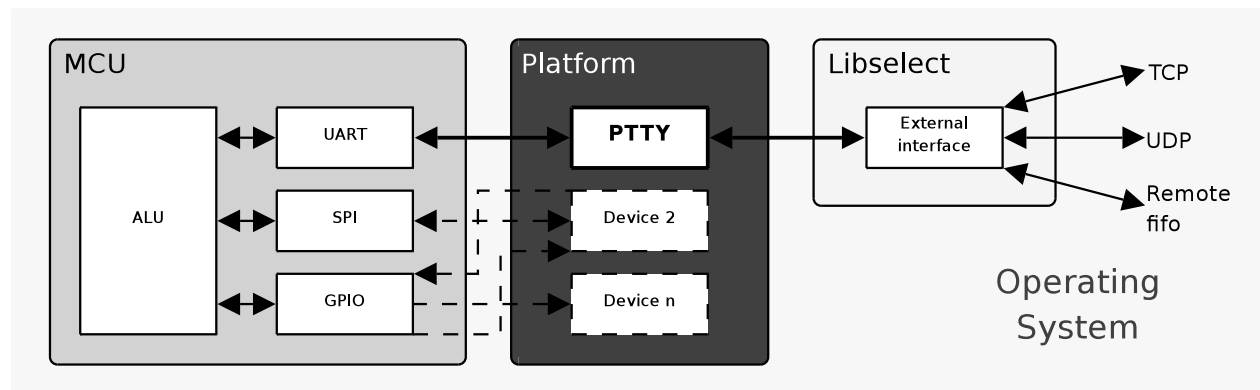 MCU
ALU
UART
SPI
GPIO
Platform
PTTY
Device 2
Device n
Libselect
External
interface
TCP
UDP
Remote
fifo
Operating
System